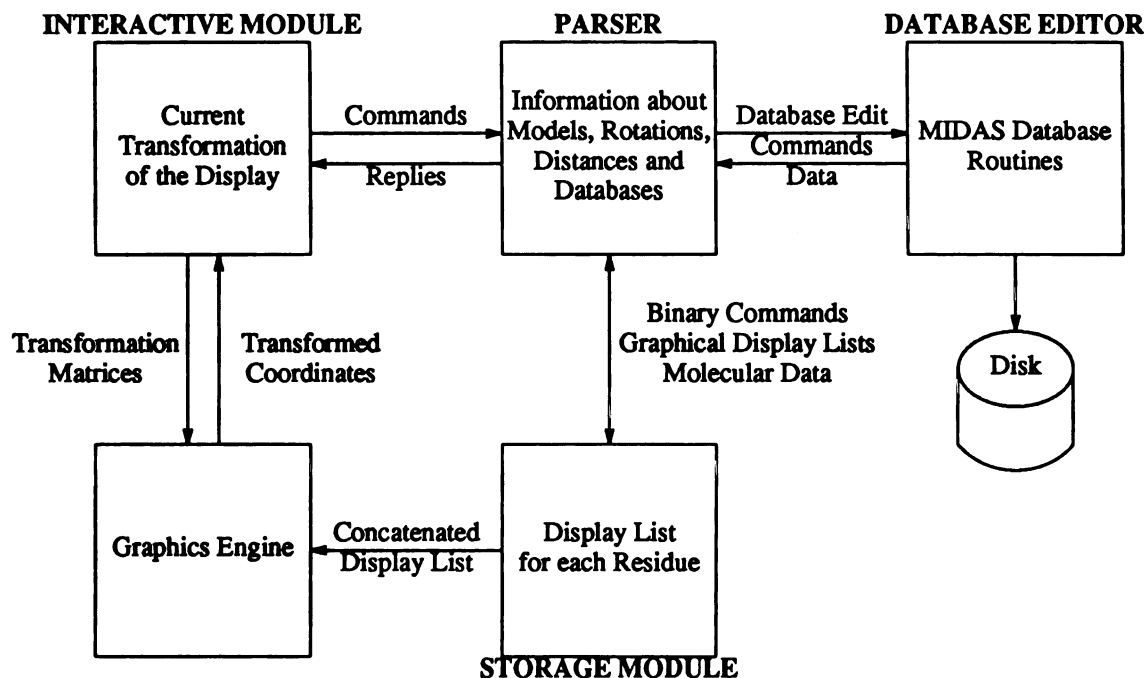 INTERACTIVE MODULE
PARSER
DATABASE EDITOR
Current
Transformation
of the Display
Commands
Replies
Information about
Models, Rotations,
Distances and
Databases
Database Edit
Commands
Data
MIDAS Database
Routines
Transformation
Matrices
Transformed
Coordinates
Binary Commands
Graphical Display Lists
Molecular Data
Disk
Graphics Engine
Concatenated
Display List
Display List
for each Residue
STORAGE MODULE